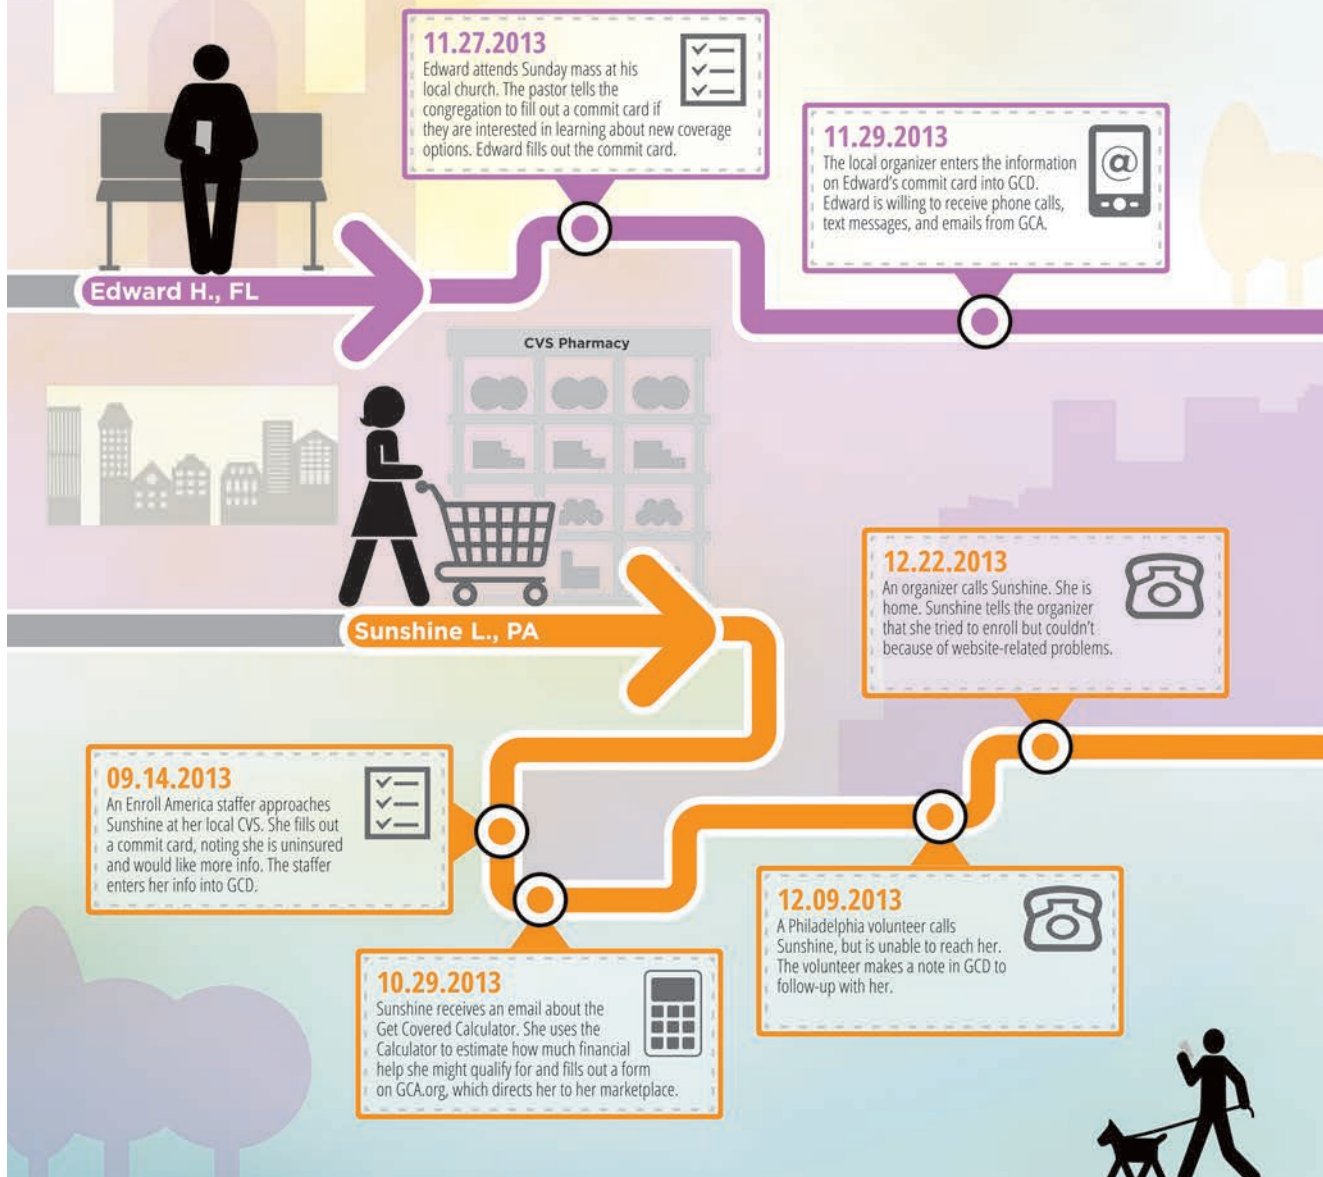 11.27.2013
Edward attends Sunday mass at his
local church. The pastor tells the
congregation to fill out a commit card if
they are interested in learning about new coverage
options. Edward fills out the commit card.
11.29.2013
The local organizer enters the information
on Edward's commit card into GCD.
Edward is willing to receive phone calls,
text messages, and emails from GCA.
@
Edward H., FL
CVS Pharmacy
Sunshine L., PA
12.22.2013
An organizer calls Sunshine. She is
home. Sunshine tells the organizer
that she tried to enroll but couldn't
because of website-related problems.
09.14.2013
An Enroll America staffer approaches
Sunshine at her local CVS. She fills out
a commit card, noting she is uninsured
and would like more info. The staffer
enters her info into GCD.
12.09.2013
A Philadelphia volunteer calls
Sunshine, but is unable to reach her.
The volunteer makes a note in GCD to
follow-up with her.
10.29.2013
Sunshine receives an email about the
Get Covered Calculator. She uses the
Calculator to estimate how much financial
help she might qualify for and fills out a form
on GCA.org, which directs her to her marketplace.